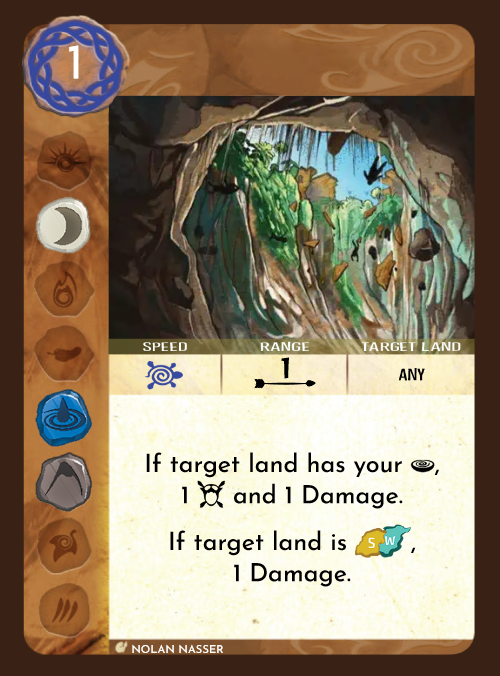 1
SPEED RANGE TARGET LAND
1 ANY
If target land has your ,
1 and 1 Damage.
If target land is S W ,
1 Damage.
NOLAN NASSER